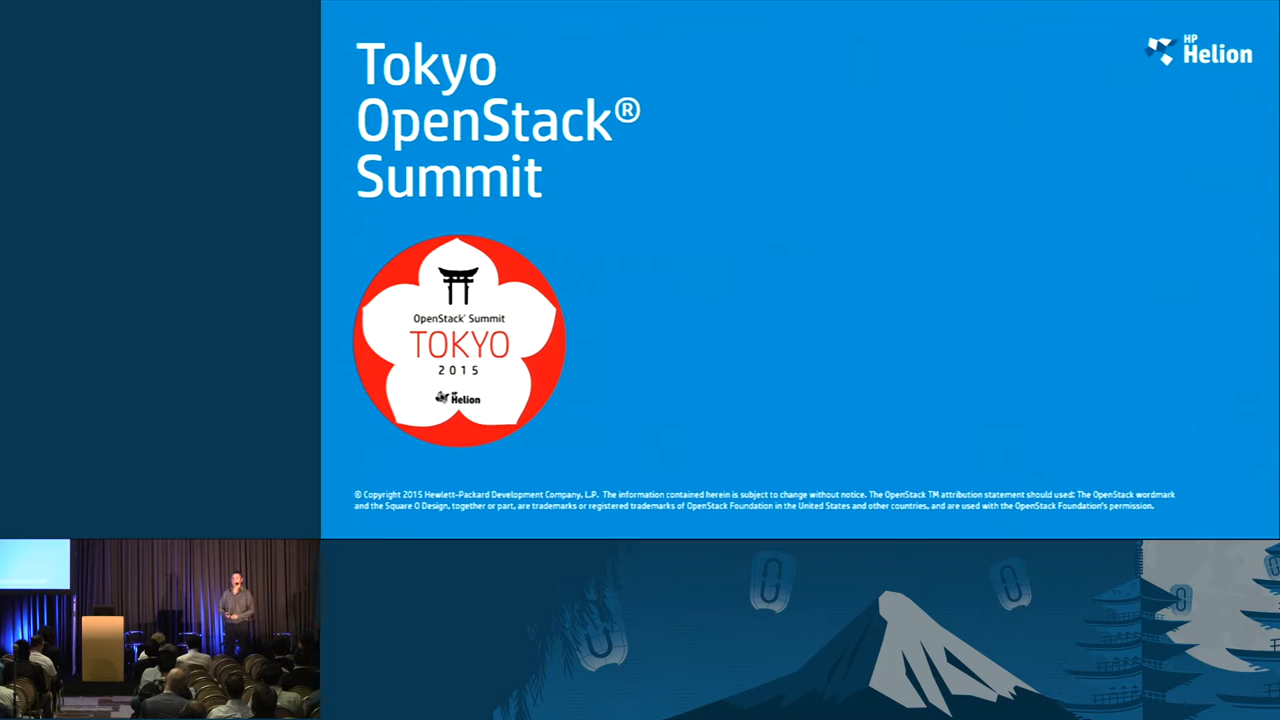 Tokyo
OpenStack®
Summit
HP
Helion
OpenStack® Summit
TOKYO
2015
HP
Helion
© Copyright 2015 Hewlett-Packard Development Company, L.P. The information contained herein is subject to change without notice. The OpenStack TM attribution statement should used: The OpenStack wordmark
and the Square O Design, together or part, are trademarks or registered trademarks of OpenStack Foundation in the United States and other countries, and are used with the OpenStack Foundation's permission.